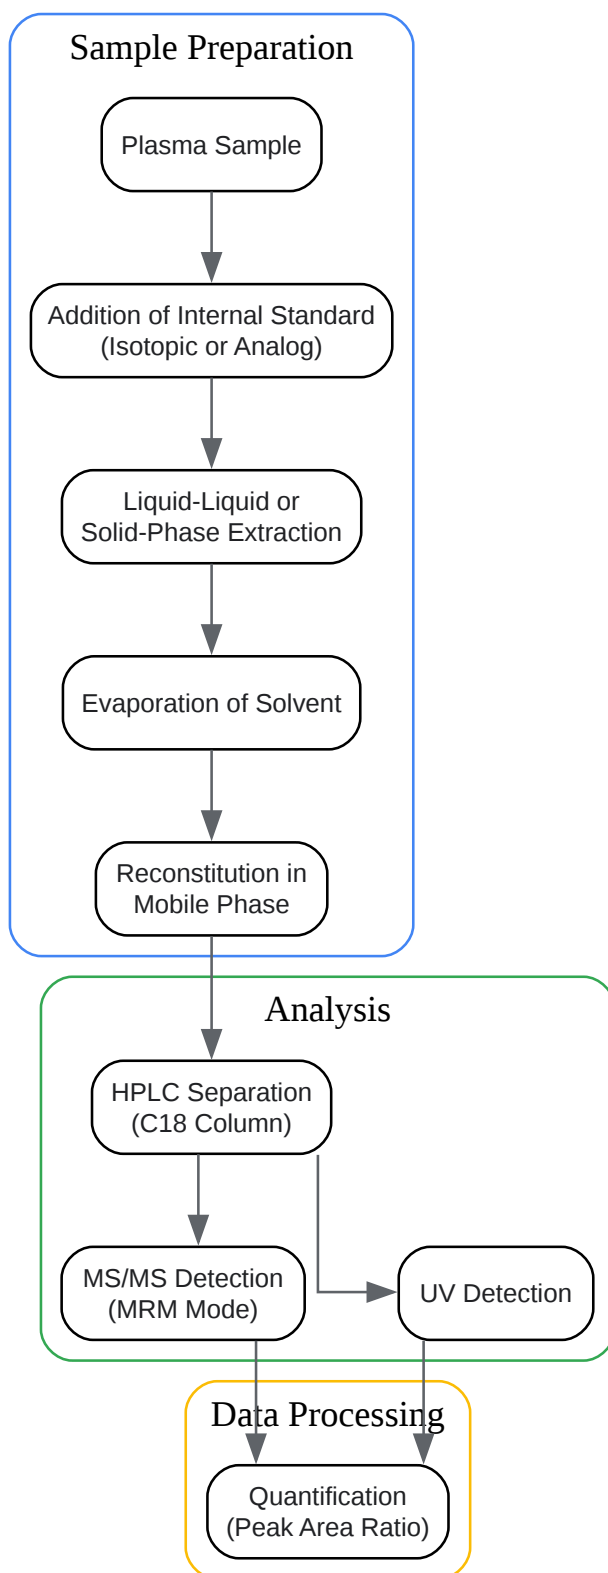 Sample Preparation
Plasma Sample
Addition of Internal Standard
(Isotopic or Analog)
Liquid-Liquid or
Solid-Phase Extraction
Evaporation of Solvent
Reconstitution in
Mobile Phase
Analysis
HPLC Separation
(C18 Column)
MS/MS Detection
(MRM Mode)
UV Detection
Data Processing
Quantification
(Peak Area Ratio)